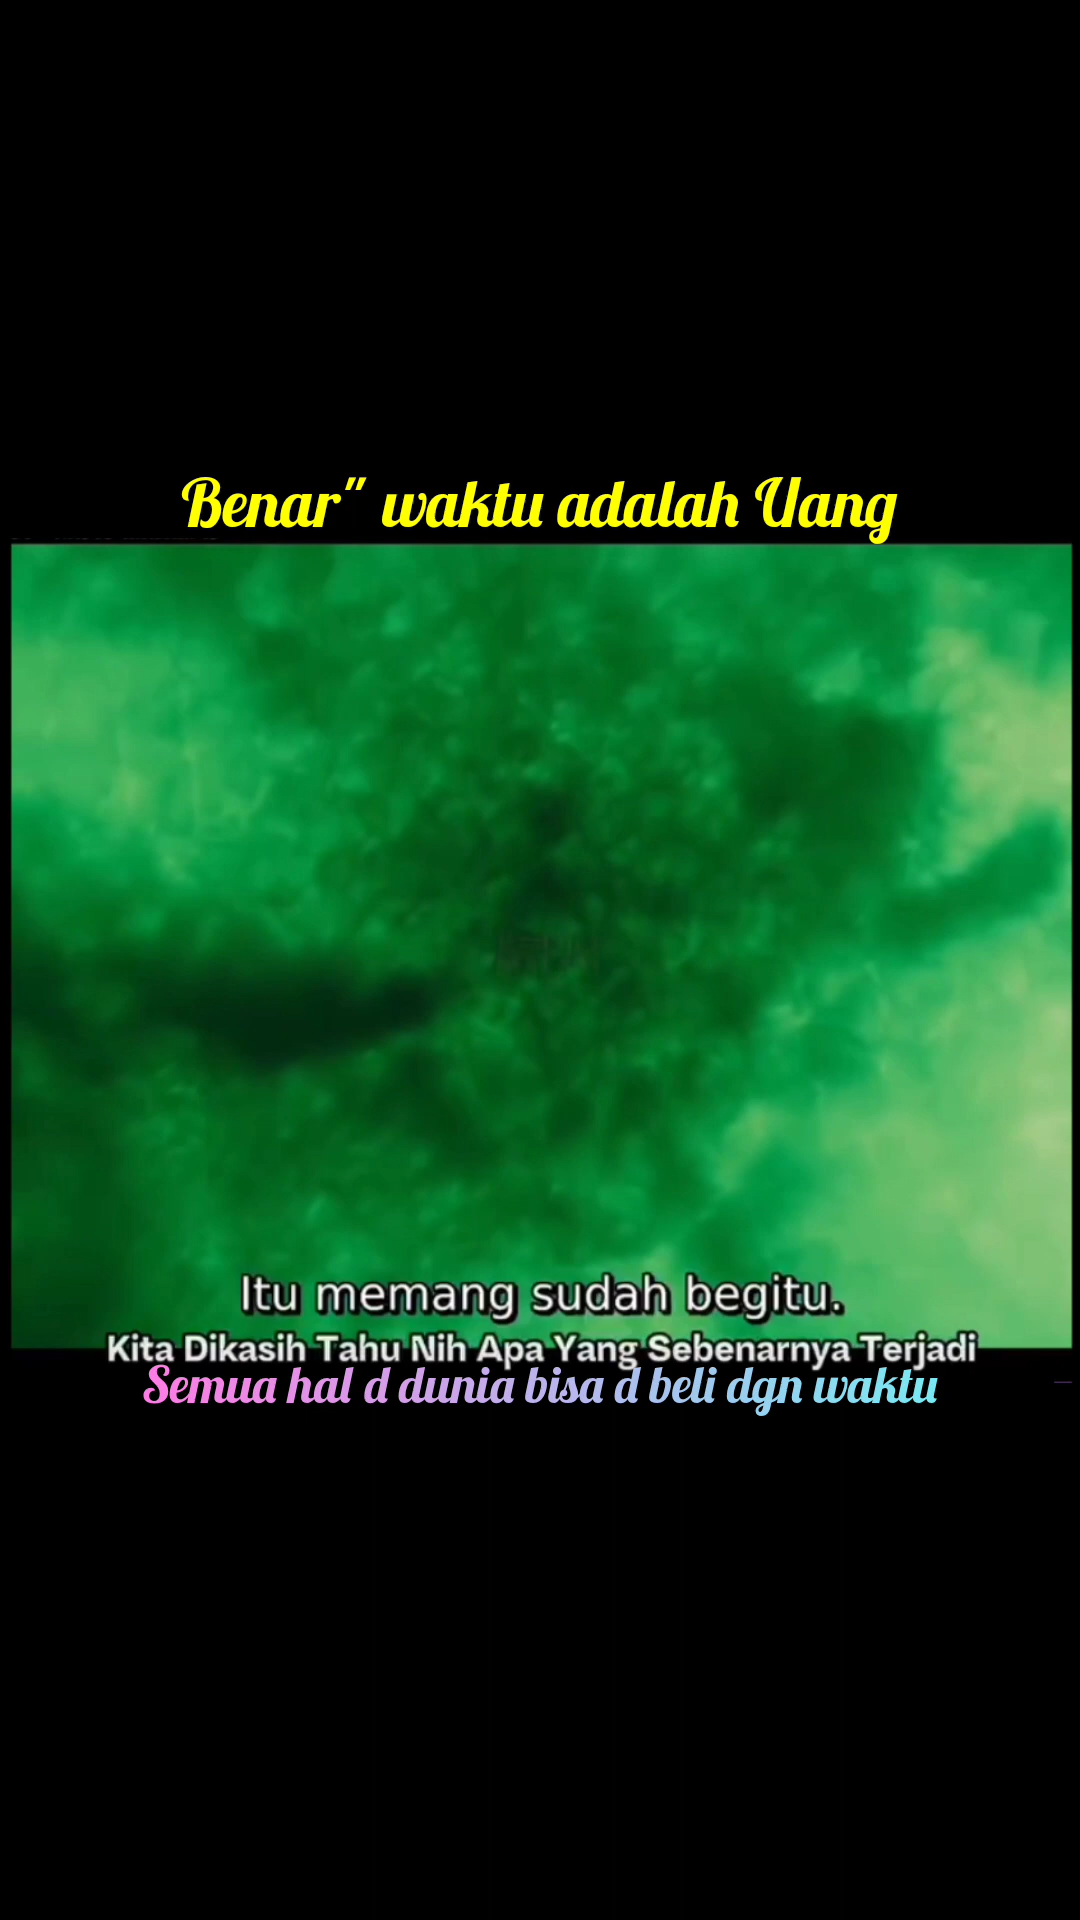 Benar" waktu adalah Uang
Itu memang sudah begitu.
Kita Dikasih Tahu Nih Apa Yang Sebenarnya Terjadi
Semua hal d dunia bisa d beli dgn waktu